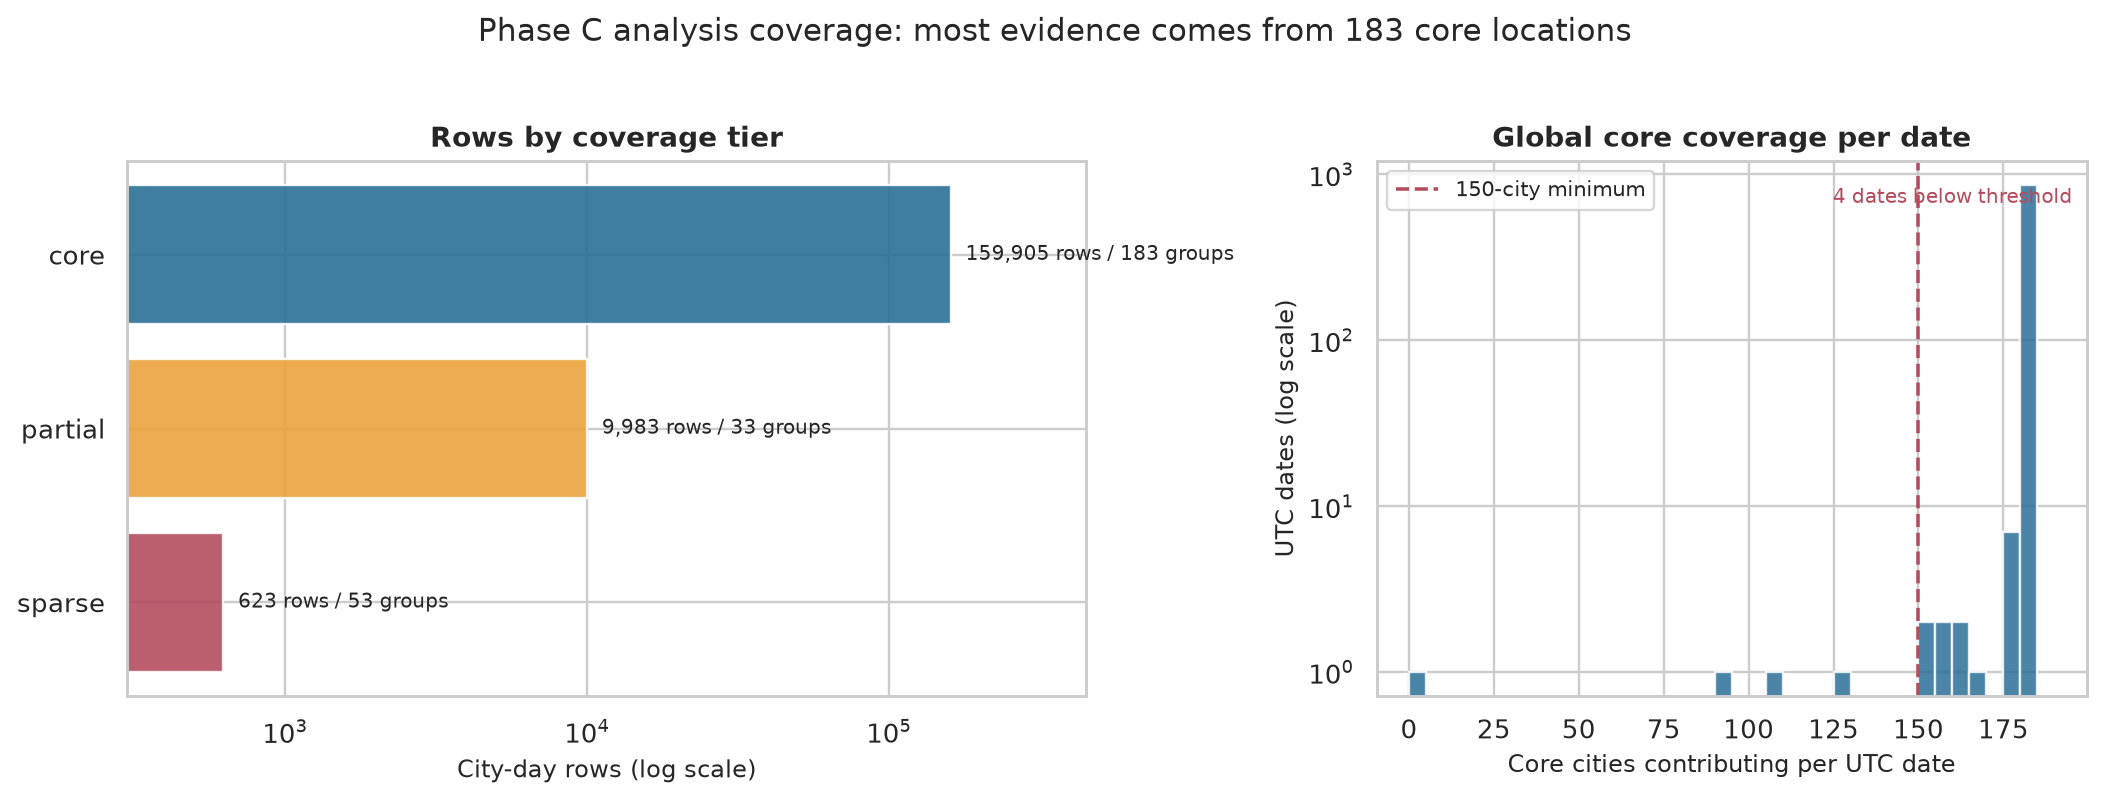 Phase C analysis coverage: most evidence comes from 183 core locations
Rows by coverage tier
core
159,905 rows / 183 groups
partial
9,983 rows / 33 groups
sparse
623 rows / 53 groups
10³ 10⁴ 10⁵
City-day rows (log scale)
Global core coverage per date
150-city minimum
4 dates below threshold
UTC dates (log scale)
10³
10²
10¹
10⁰
0 25 50 75 100 125 150 175
Core cities contributing per UTC date